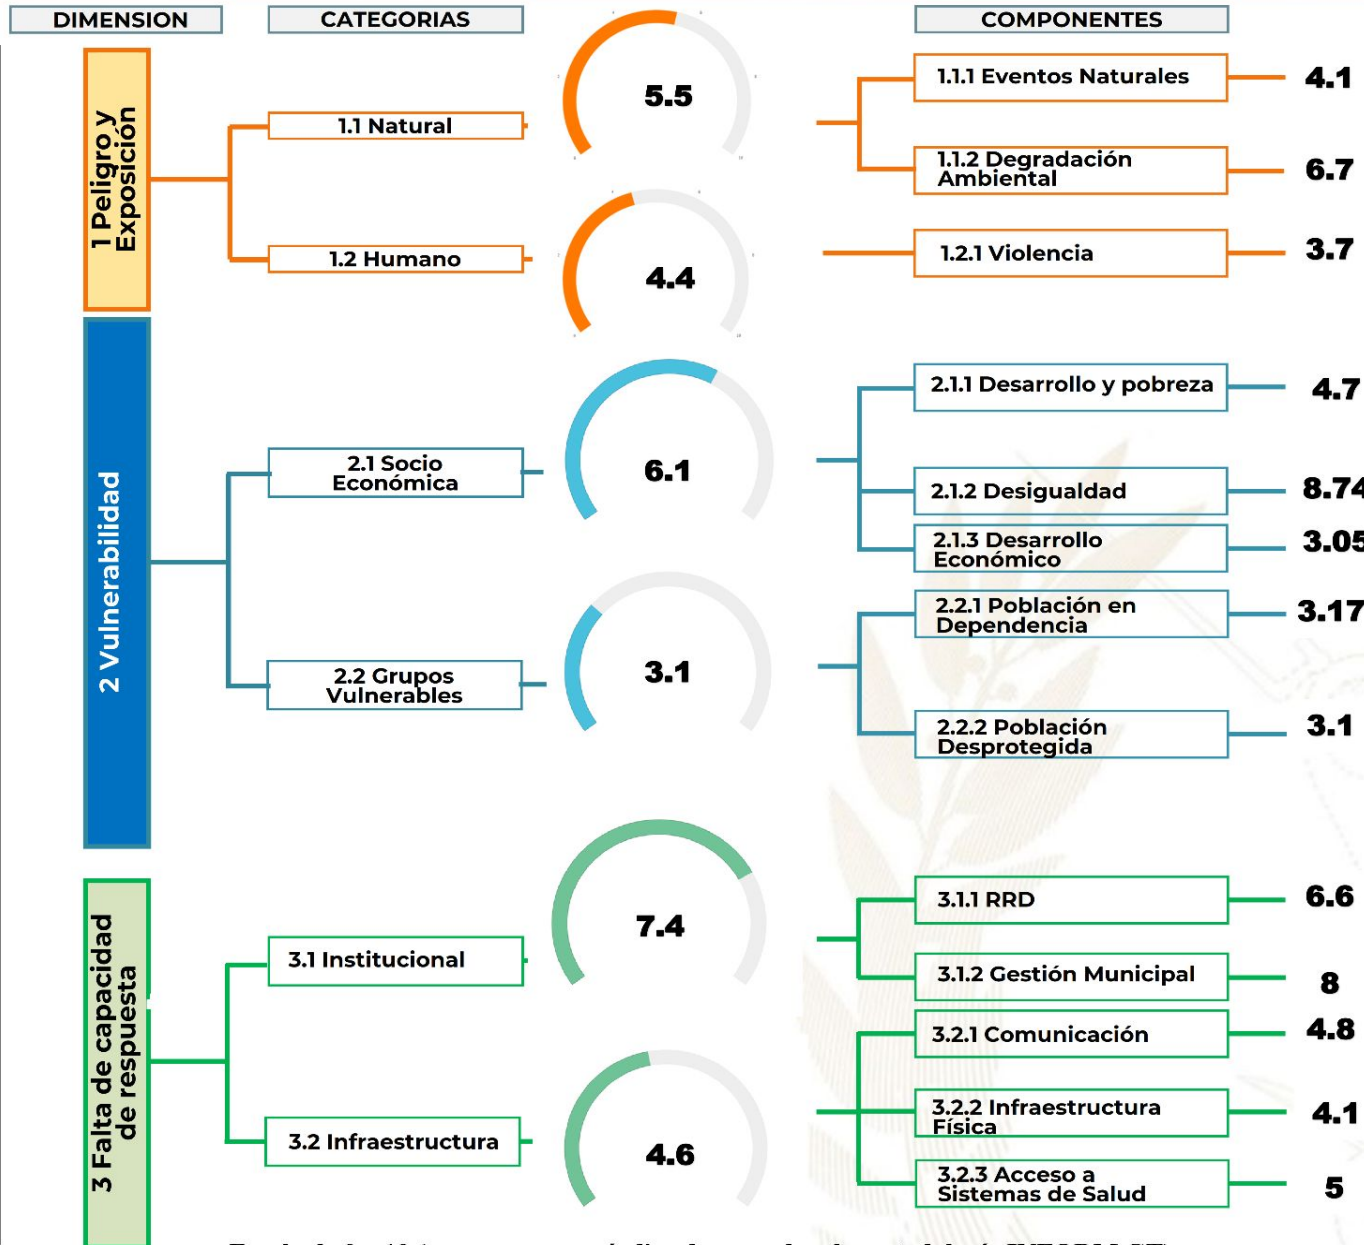 DIMENSION
CATEGORIAS
COMPONENTES
1 Peligro y
Exposición
1.1 Natural
5.5
1.1.1 Eventos Naturales
4.1
1.1.2 Degradación
Ambiental
6.7
1.2 Humano
4.4
1.2.1 Violencia
3.7
2 Vulnerabilidad
2.1 Socio
Económica
6.1
2.1.1 Desarrollo y pobreza
4.7
2.1.2 Desigualdad
8.74
2.1.3 Desarrollo
Económico
3.05
2.2 Grupos
Vulnerables
3.1
2.2.1 Población en
Dependencia
3.17
2.2.2 Población
Desprotegida
3.1
3 Falta de capacidad
de respuesta
3.1 Institucional
7.4
3.1.1 RRD
6.6
3.1.2 Gestión Municipal
8
3.2 Infraestructura
4.6
3.2.1 Comunicación
4.8
3.2.2 Infraestructura
Física
4.1
3.2.3 Acceso a
Sistemas de Salud
5